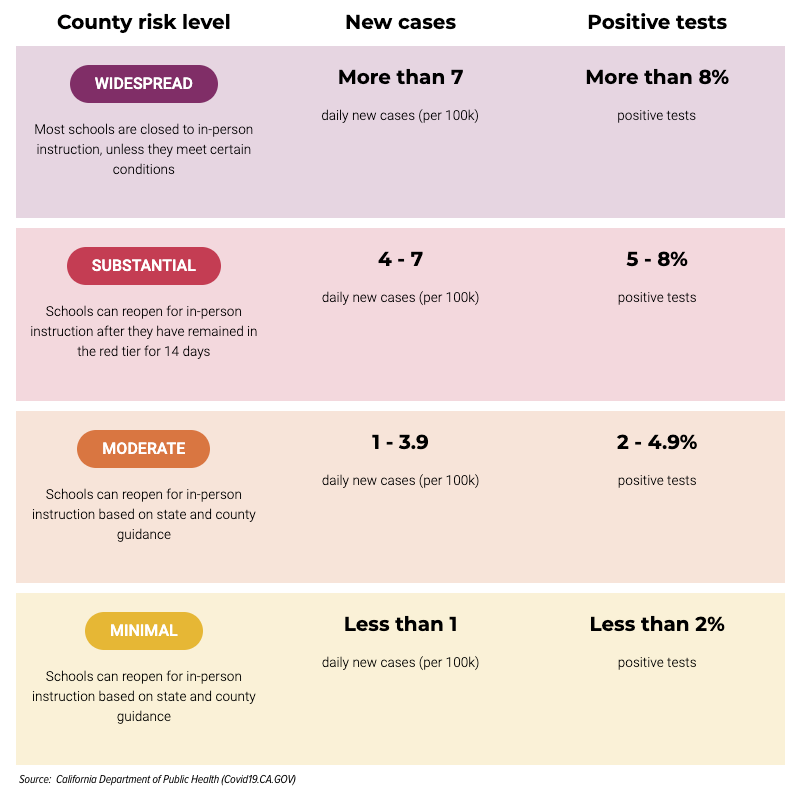 County risk level New cases Positive tests
WIDESPREAD More than 7 More than 8%
daily new cases (per 100k) positive tests
Most schools are closed to in-person
instruction, unless they meet certain
conditions
SUBSTANTIAL 4 - 7 5 - 8%
daily new cases (per 100k) positive tests
Schools can reopen for in-person
instruction after they have remained in
the red tier for 14 days
MODERATE 1 - 3.9 2 - 4.9%
daily new cases (per 100k) positive tests
Schools can reopen for in-person
instruction based on state and county
guidance
MINIMAL Less than 1 Less than 2%
daily new cases (per 100k) positive tests
Schools can reopen for in-person
instruction based on state and county
guidance
Source: California Department of Public Health (Covid19.CA.GOV)